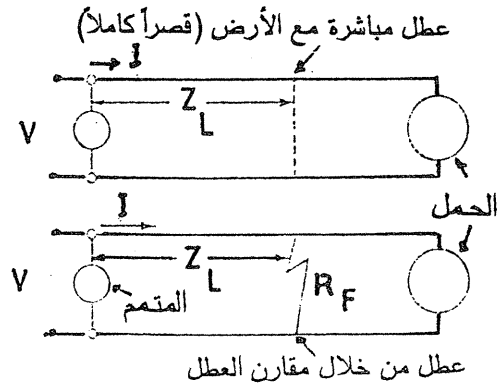 عطل مباشرة مع الأرض (قصراً كاملاً)
I
Z L
V
الحمل
I
Z L
R F
V
المتمم
عطل من خلال مقارن العطل